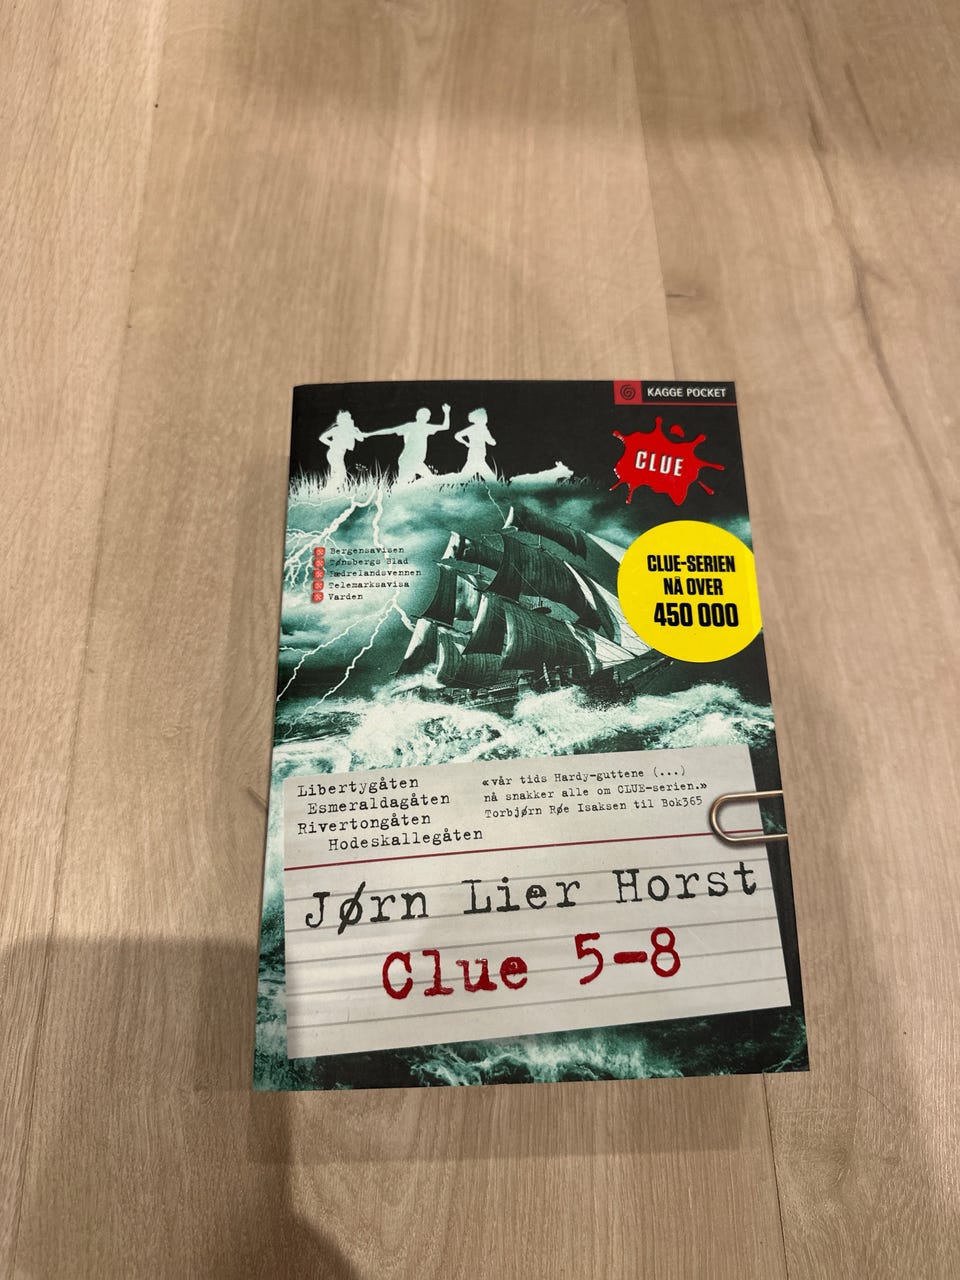 KAGGE POCKET
CLUE
Bergensavisen
Tønsbergs Blad
Fædrelandsvennen
Telemarksavisa
Varden
CLUE-SERIEN
NÅ OVER
450 000
Libertygåten
Esmeraldagåten
Rivertongåten
Hodeskallegåten
«vår tids Hardy-guttene (...)
nå snakker alle om CLUE-serien.»
Torbjørn Røe Isaksen til Bok365
Jørn Lier Horst
Clue 5-8